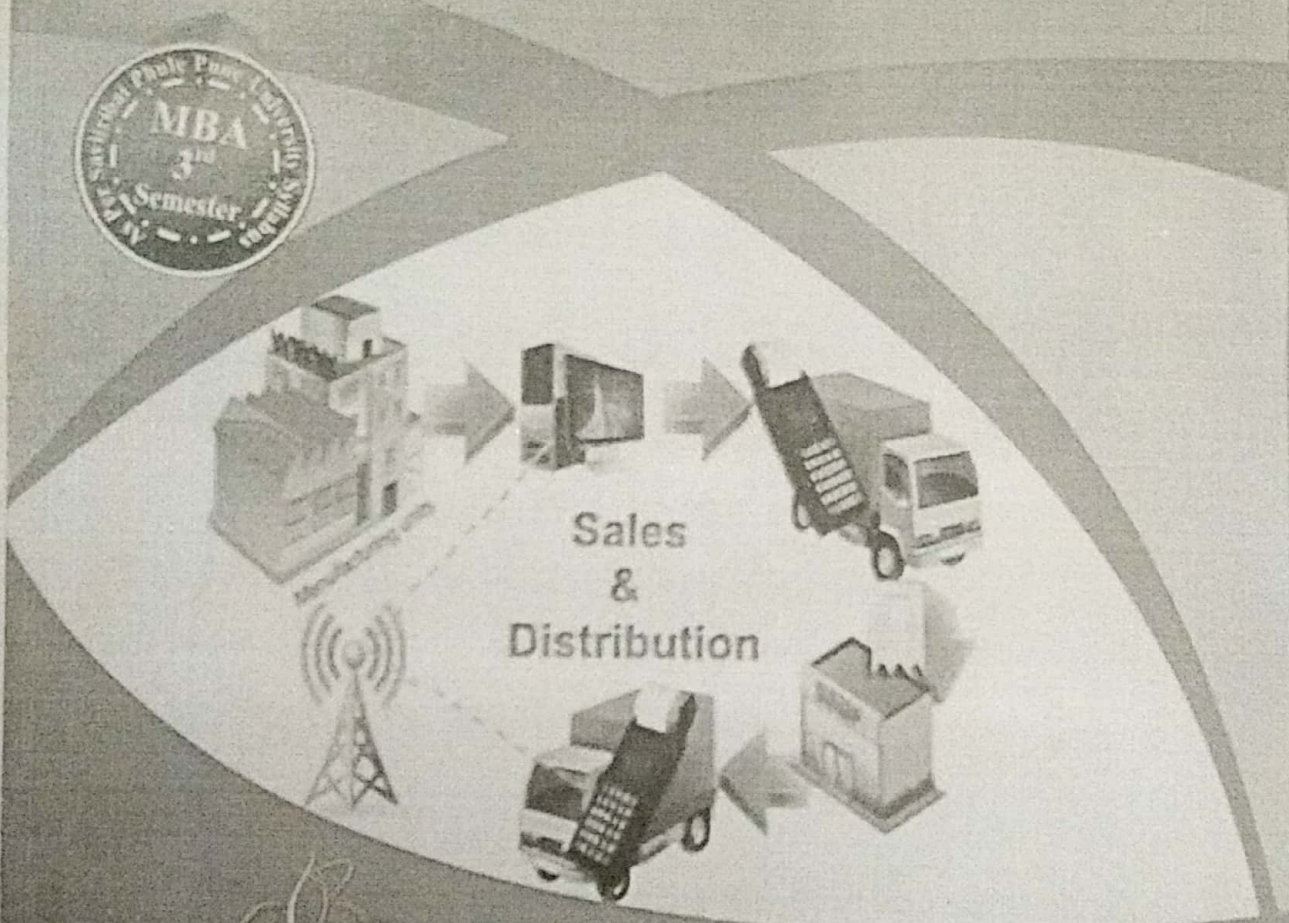 As Per Savitribai Phule Pune University Syllabus
MBA
3rd
Semester
Sales
&
Distribution